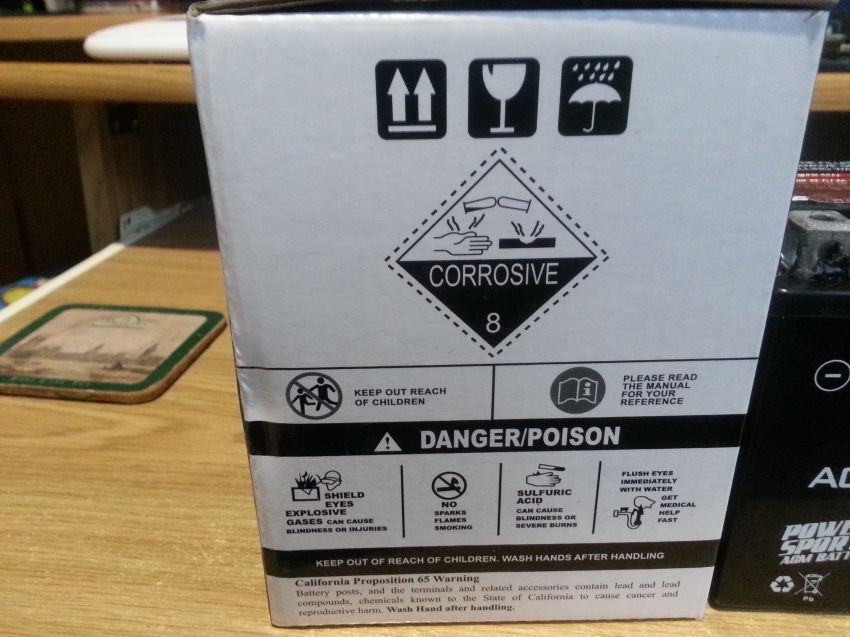 CORROSIVE
8
KEEP OUT REACH
OF CHILDREN
PLEASE READ
THE MANUAL
FOR YOUR
REFERENCE
DANGER/POISON
SHIELD
EYES
EXPLOSIVE
GASES CAN CAUSE
BLINDNESS OR INJURIES
NO
SPARKS
FLAMES
SMOKING
SULFURIC
ACID
CAN CAUSE
BLINDNESS OR
SEVERE BURNS
FLUSH EYES
IMMEDIATELY
WITH WATER
GET
MEDICAL
HELP
FAST
KEEP OUT OF REACH OF CHILDREN. WASH HANDS AFTER HANDLING
California Proposition 65 Warning
Battery posts, and the terminals and related accessories contain lead and lead
compounds, chemicals known to the State of California to cause cancer and
reproductive harm. Wash Hand after handling.
Pb